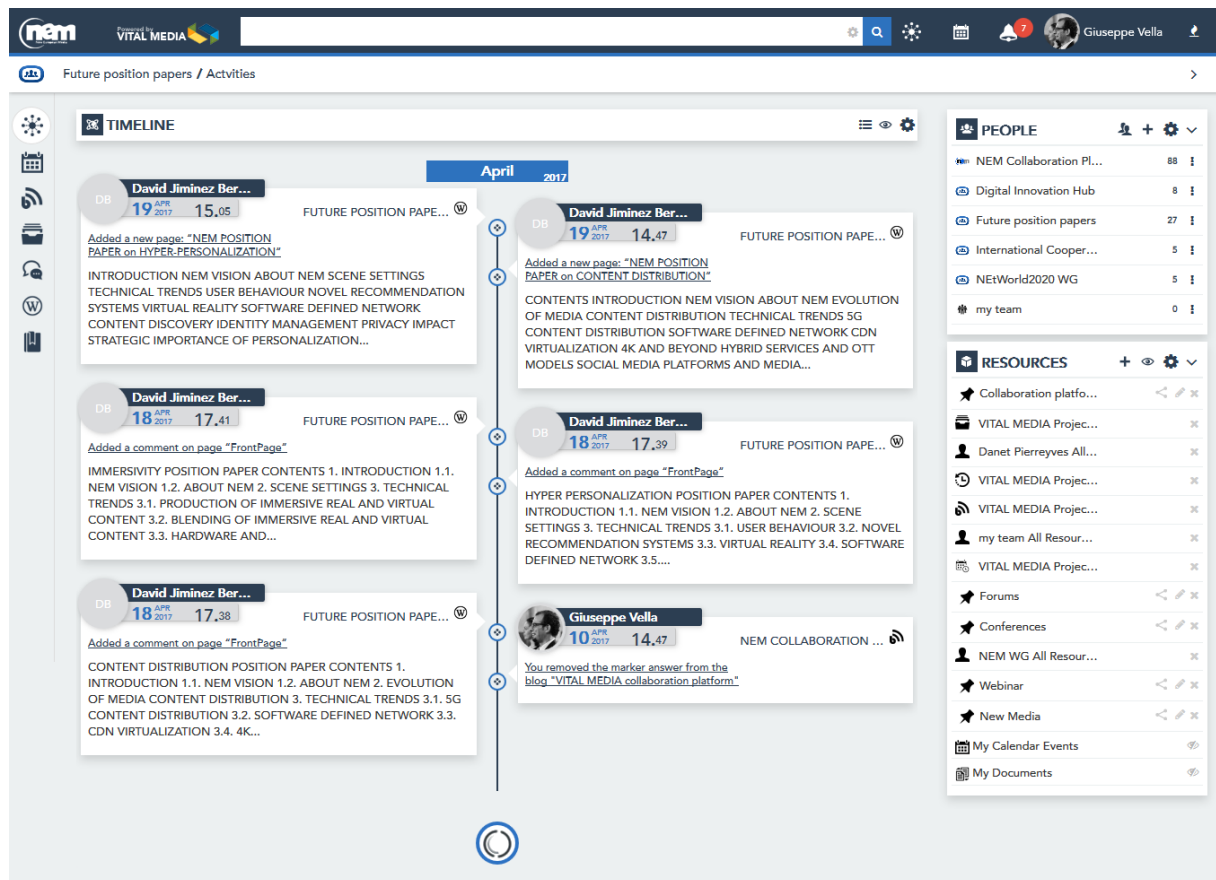 nem
Powered by
VITAL MEDIA
7
Giuseppe Vella
Future position papers / Actvities
TIMELINE
April 2017
David Jiminez Ber...
DB
19 APR 2017 15.05
FUTURE POSITION PAPE...
Added a new page: “NEM POSITION
PAPER on HYPER-PERSONALIZATION”
INTRODUCTION NEM VISION ABOUT NEM SCENE SETTINGS
TECHNICAL TRENDS USER BEHAVIOUR NOVEL RECOMMENDATION
SYSTEMS VIRTUAL REALITY SOFTWARE DEFINED NETWORK
CONTENT DISCOVERY IDENTITY MANAGEMENT PRIVACY IMPACT
STRATEGIC IMPORTANCE OF PERSONALIZATION...
David Jiminez Ber...
DB
19 APR 2017 14.47
FUTURE POSITION PAPE...
Added a new page: “NEM POSITION
PAPER on CONTENT DISTRIBUTION”
CONTENTS INTRODUCTION NEM VISION ABOUT NEM EVOLUTION
OF MEDIA CONTENT DISTRIBUTION TECHNICAL TRENDS 5G
CONTENT DISTRIBUTION SOFTWARE DEFINED NETWORK CDN
VIRTUALIZATION 4K AND BEYOND HYBRID SERVICES AND OTT
MODELS SOCIAL MEDIA PLATFORMS AND MEDIA...
David Jiminez Ber...
DB
18 APR 2017 17.41
FUTURE POSITION PAPE...
Added a comment on page “FrontPage”
IMMERSIVITY POSITION PAPER CONTENTS 1. INTRODUCTION 1.1.
NEM VISION 1.2. ABOUT NEM 2. SCENE SETTINGS 3. TECHNICAL
TRENDS 3.1. PRODUCTION OF IMMERSIVE REAL AND VIRTUAL
CONTENT 3.2. BLENDING OF IMMERSIVE REAL AND VIRTUAL
CONTENT 3.3. HARDWARE AND...
David Jiminez Ber...
DB
18 APR 2017 17.39
FUTURE POSITION PAPE...
Added a comment on page “FrontPage”
HYPER PERSONALIZATION POSITION PAPER CONTENTS 1.
INTRODUCTION 1.1. NEM VISION 1.2. ABOUT NEM 2. SCENE
SETTINGS 3. TECHNICAL TRENDS 3.1. USER BEHAVIOUR 3.2. NOVEL
RECOMMENDATION SYSTEMS 3.3. VIRTUAL REALITY 3.4. SOFTWARE
DEFINED NETWORK 3.5....
David Jiminez Ber...
DB
18 APR 2017 17.38
FUTURE POSITION PAPE...
Added a comment on page “FrontPage”
CONTENT DISTRIBUTION POSITION PAPER CONTENTS 1.
INTRODUCTION 1.1. NEM VISION 1.2. ABOUT NEM 2. EVOLUTION
OF MEDIA CONTENT DISTRIBUTION 3. TECHNICAL TRENDS 3.1. 5G
CONTENT DISTRIBUTION 3.2. SOFTWARE DEFINED NETWORK 3.3.
CDN VIRTUALIZATION 3.4. 4K...
Giuseppe Vella
10 APR 2017 14.47
NEM COLLABORATION ...
You removed the marker answer from the
blog “VITAL MEDIA collaboration platform”
PEOPLE
NEM Collaboration Pl... 88
Digital Innovation Hub 8
Future position papers 27
International Cooper... 5
NEtWorld2020 WG 5
my team 0
RESOURCES
Collaboration platfo...
VITAL MEDIA Projec...
Danet Pierreyves All...
VITAL MEDIA Projec...
VITAL MEDIA Projec...
my team All Resour...
VITAL MEDIA Projec...
Forums
Conferences
NEM WG All Resour...
Webinar
New Media
My Calendar Events
My Documents